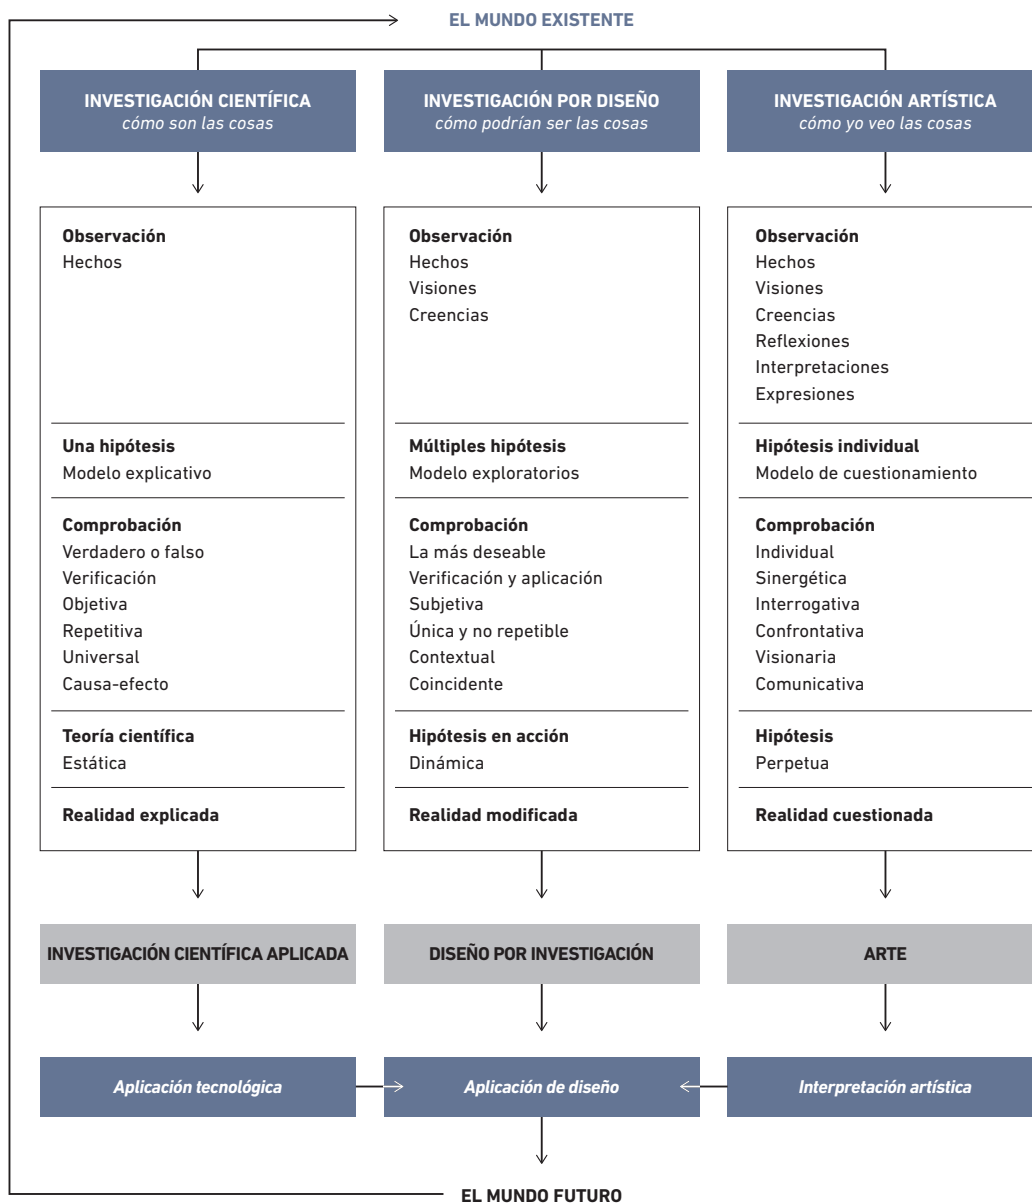 EL MUNDO EXISTENTE
INVESTIGACIÓN CIENTÍFICA
cómo son las cosas
Observación
Hechos
Una hipótesis
Modelo explicativo
Comprobación
Verdadero o falso
Verificación
Objetiva
Repetitiva
Universal
Causa-efecto
Teoría científica
Estática
Realidad explicada
INVESTIGACIÓN CIENTÍFICA APLICADA
Aplicación tecnológica
INVESTIGACIÓN POR DISEÑO
cómo podrían ser las cosas
Observación
Hechos
Visiones
Creencias
Múltiples hipótesis
Modelo exploratorios
Comprobación
La más deseable
Verificación y aplicación
Subjetiva
Única y no repetible
Contextual
Coincidente
Hipótesis en acción
Dinámica
Realidad modificada
DISEÑO POR INVESTIGACIÓN
Aplicación de diseño
INVESTIGACIÓN ARTÍSTICA
cómo yo veo las cosas
Observación
Hechos
Visiones
Creencias
Reflexiones
Interpretaciones
Expresiones
Hipótesis individual
Modelo de cuestionamiento
Comprobación
Individual
Sinergética
Interrogativa
Confrontativa
Visionaria
Comunicativa
Hipótesis
Perpetua
Realidad cuestionada
ARTE
Interpretación artística
EL MUNDO FUTURO